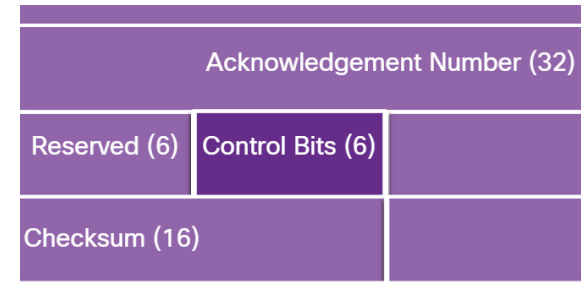 Acknowledgement Number (32)
Reserved (6) Control Bits (6)
Checksum (16)